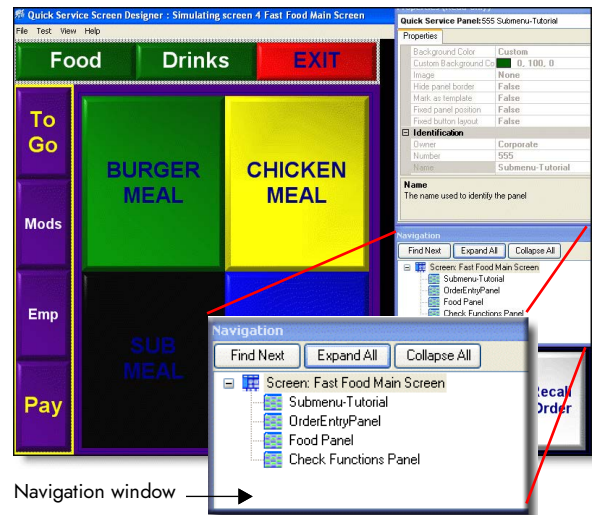 Quick Service Screen Designer : Simulating screen 4 Fast Food Main Screen
File Test View Help
Food Drinks EXIT
To
Go
Mods
Emp
Pay
BURGER
MEAL
CHICKEN
MEAL
SUB
MEAL
Quick Service Panel:555 Submenu-Tutorial
Properties
Background Color Custom
Custom Background Co 0, 100, 0
Image None
Hide panel border False
Mark as template False
Fixed panel position False
Fixed button layout False
Identification
Owner Corporate
Number 555
Name Submenu-Tutorial
Name
The name used to identify the panel
Navigation
Find Next Expand All Collapse All
Screen: Fast Food Main Screen
Submenu-Tutorial
OrderEntryPanel
Food Panel
Check Functions Panel
Recall
Order
Navigation
Find Next Expand All Collapse All
Screen: Fast Food Main Screen
Submenu-Tutorial
OrderEntryPanel
Food Panel
Check Functions Panel
Navigation window